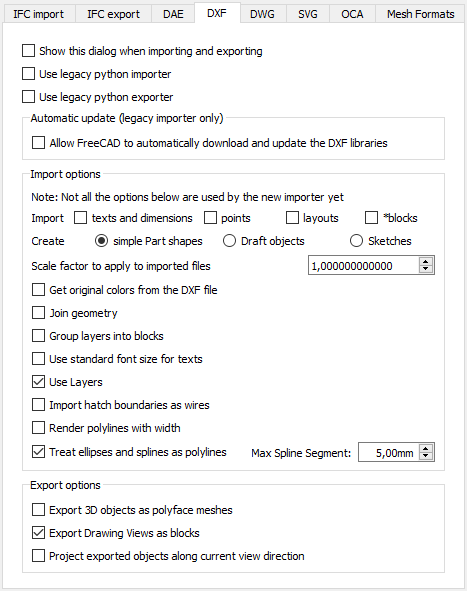 IFC import IFC export DAE DXF DWG SVG OCA Mesh Formats
Show this dialog when importing and exporting
Use legacy python importer
Use legacy python exporter
Automatic update (legacy importer only)
Allow FreeCAD to automatically download and update the DXF libraries
Import options
Note: Not all the options below are used by the new importer yet
Import texts and dimensions points layouts *blocks
Create simple Part shapes Draft objects Sketches
Scale factor to apply to imported files 1,000000000000
Get original colors from the DXF file
Join geometry
Group layers into blocks
Use standard font size for texts
Use Layers
Import hatch boundaries as wires
Render polylines with width
Treat ellipses and splines as polylines Max Spline Segment: 5,00mm
Export options
Export 3D objects as polyface meshes
Export Drawing Views as blocks
Project exported objects along current view direction